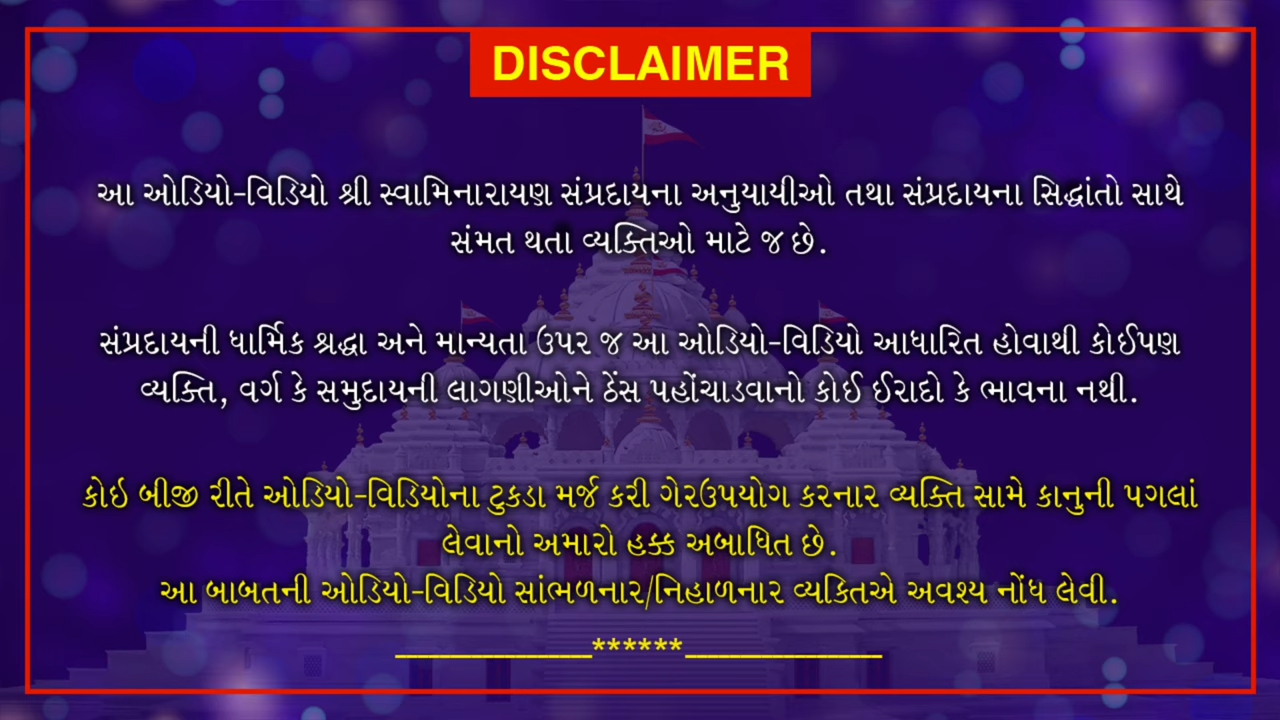 DISCLAIMER
આ ઓડિયો-વિડિયો શ્રી સ્વામિનારાયણ સંપ્રદાયના અનુયાયીઓ તથા સંપ્રદાયના સિદ્ધાંતો સાથે
સંમત થતા વ્યક્તિઓ માટે જ છે.
સંપ્રદાયની ધાર્મિક શ્રદ્ધા અને માન્યતા ઉપર જ આ ઓડિયો-વિડિયો આધારિત હોવાથી કોઈપણ
વ્યક્તિ, વર્ગ કે સમુદાયની લાગણીઓને ઠેંસ પહોંચાડવાનો કોઈ ઈરાદો કે ભાવના નથી.
કોઇ બીજી રીતે ઓડિયો-વિડિયોના ટુકડા મર્જ કરી ગેરઉપયોગ કરનાર વ્યક્તિ સામે કાનુની પગલાં
લેવાનો અમારો હક્ક અબાધિત છે.
આ બાબતની ઓડિયો-વિડિયો સાંભળનાર/નિહાળનાર વ્યકિતએ અવશ્ય નોંધ લેવી.
_____________******_____________